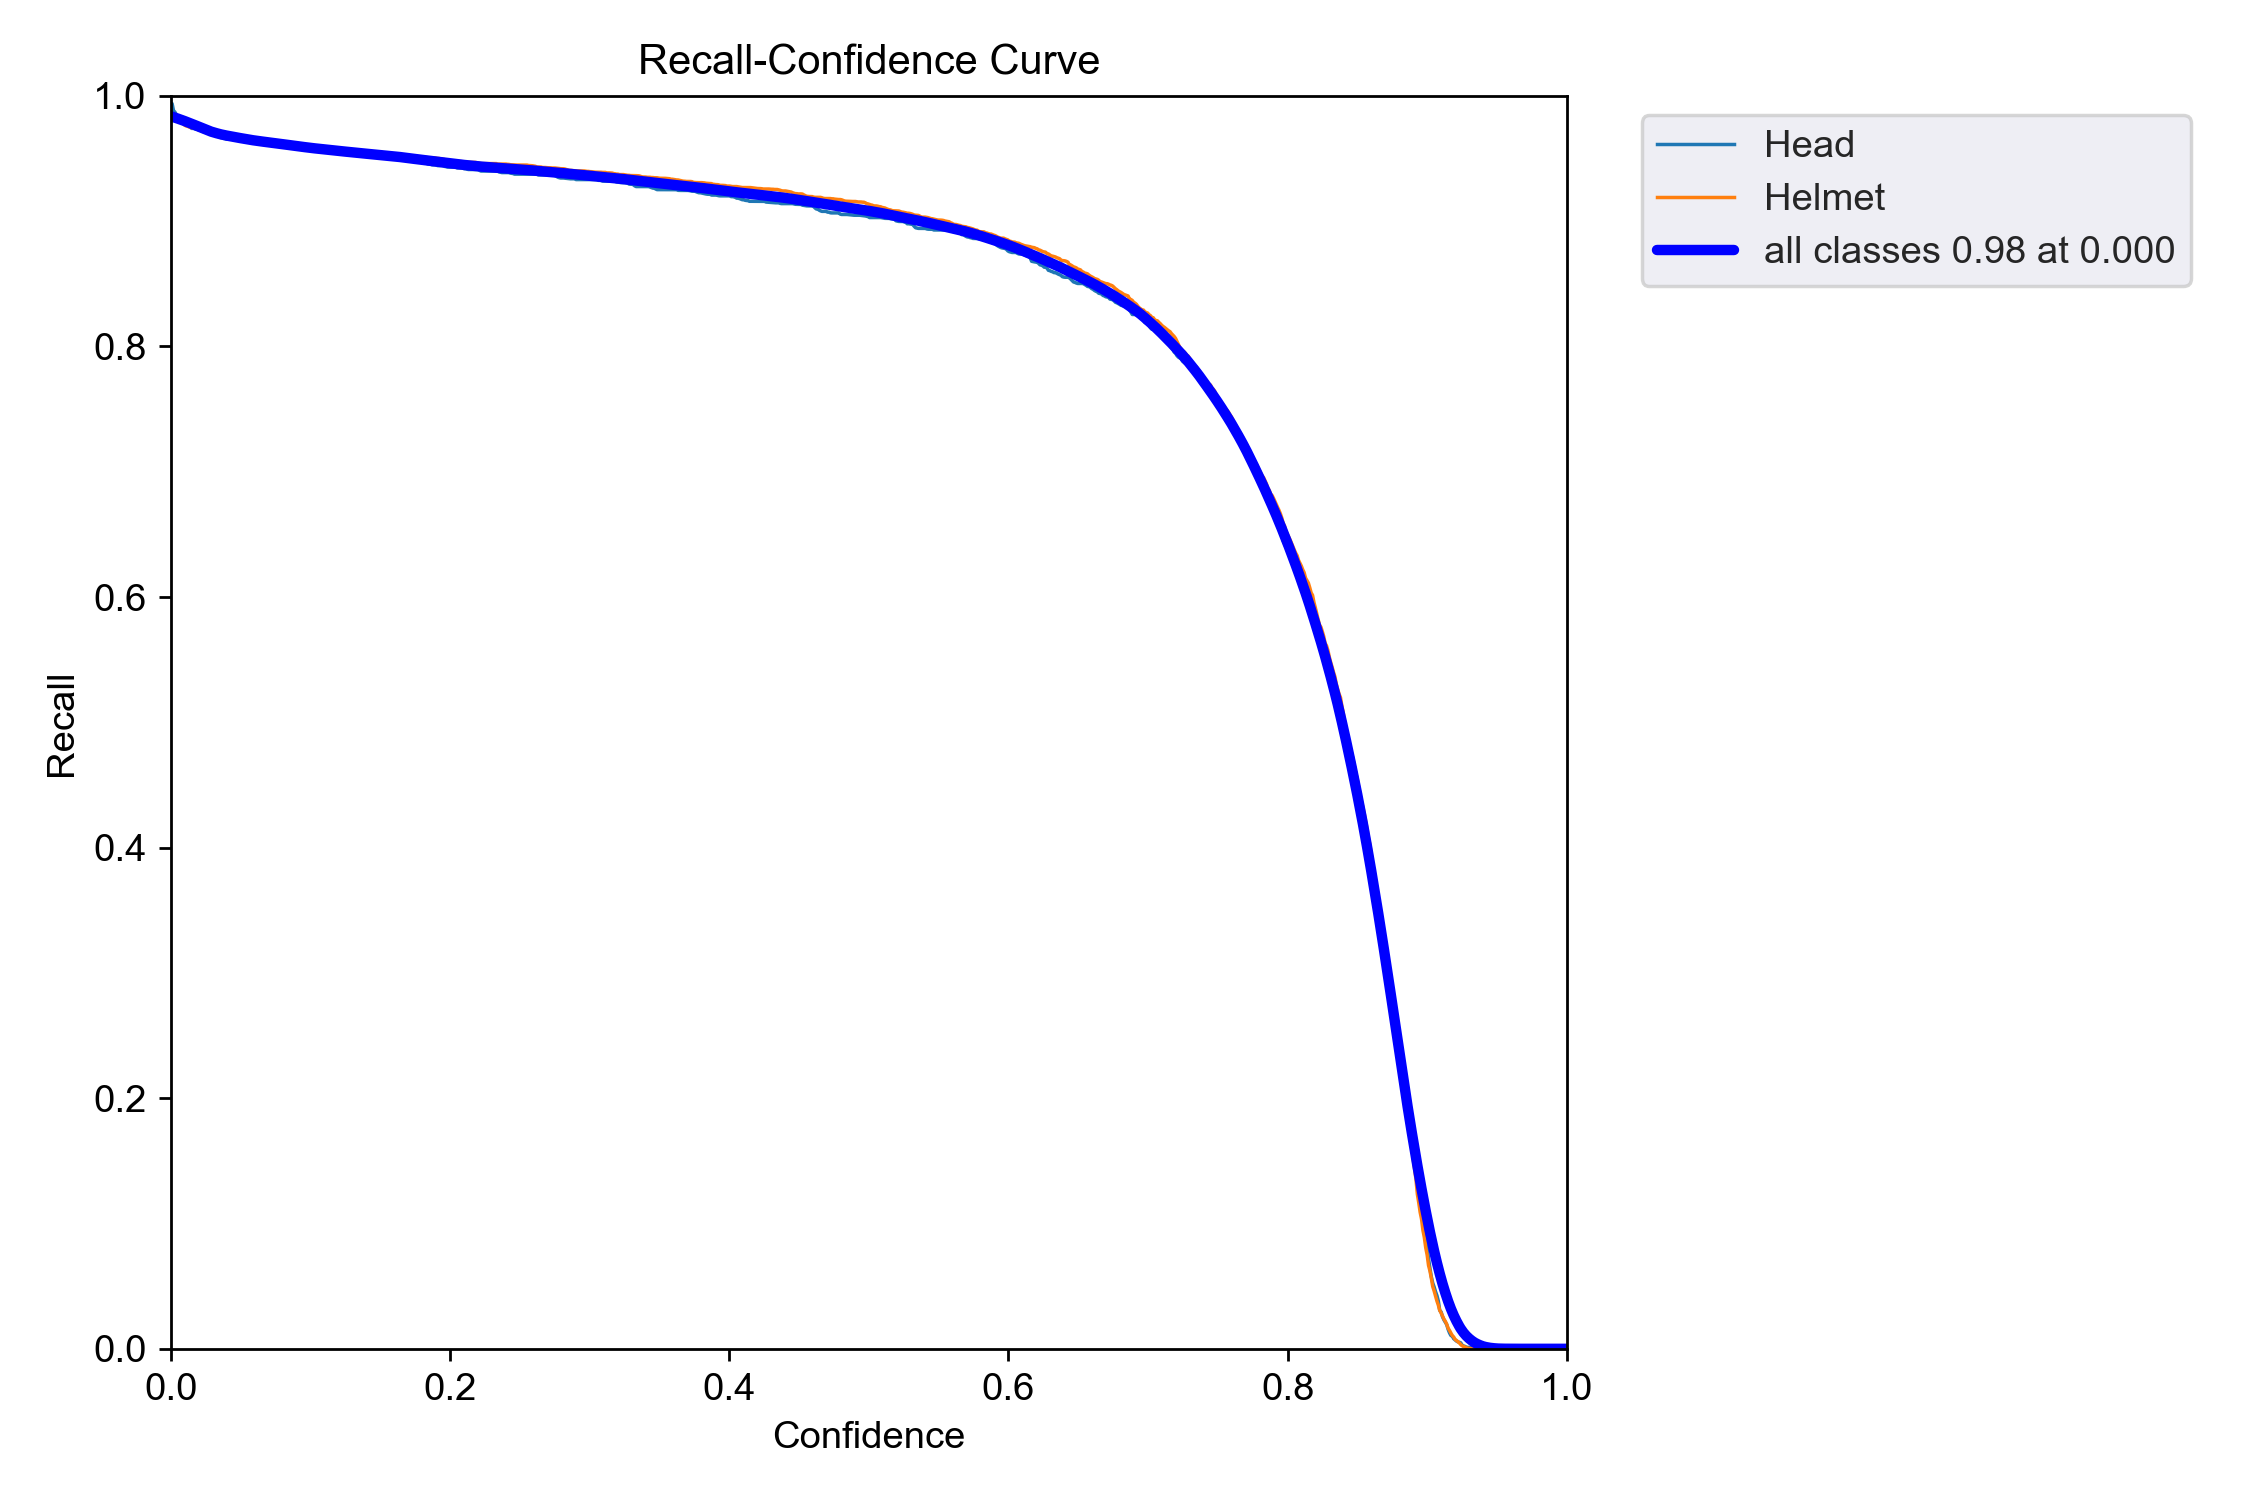 Recall-Confidence Curve
1.0
0.8
0.6
0.4
0.2
0.0
Recall
0.0 0.2 0.4 0.6 0.8 1.0
Confidence
Head
Helmet
all classes 0.98 at 0.000